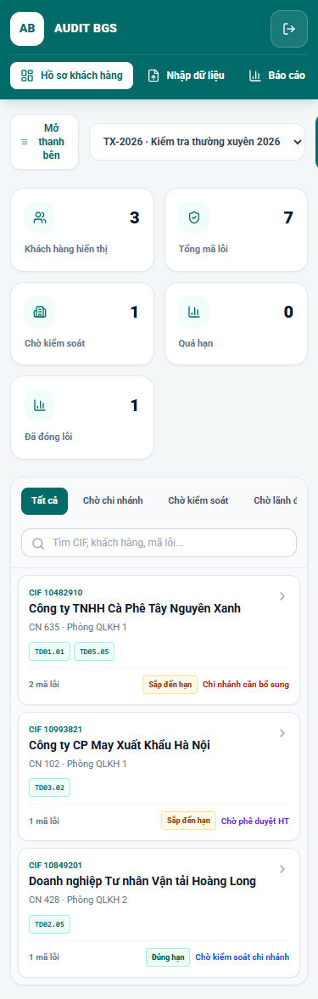 AB AUDIT BGS
Hồ sơ khách hàng Nhập dữ liệu Báo cáo
Mở
thanh
bên
TX-2026 · Kiểm tra thường xuyên 2026
3
Khách hàng hiển thị
7
Tổng mã lỗi
1
Chờ kiểm soát
0
Quá hạn
1
Đã đóng lỗi
Tất cả Chờ chi nhánh Chờ kiểm soát Chờ lãnh
Tìm CIF, khách hàng, mã lỗi...
CIF 10482910
Công ty TNHH Cà Phê Tây Nguyên Xanh
CN 635 · Phòng QLKH 1
TD01.01 TD05.05
2 mã lỗi Sắp đến hạn Chi nhánh cần bổ sung
CIF 10993821
Công ty CP May Xuất Khẩu Hà Nội
CN 102 · Phòng QLKH 1
TD03.02
1 mã lỗi Sắp đến hạn Chờ phê duyệt HT
CIF 10849201
Doanh nghiệp Tư nhân Vận tải Hoàng Long
CN 428 · Phòng QLKH 2
TD02.05
1 mã lỗi Đúng hạn Chờ kiểm soát chi nhánh